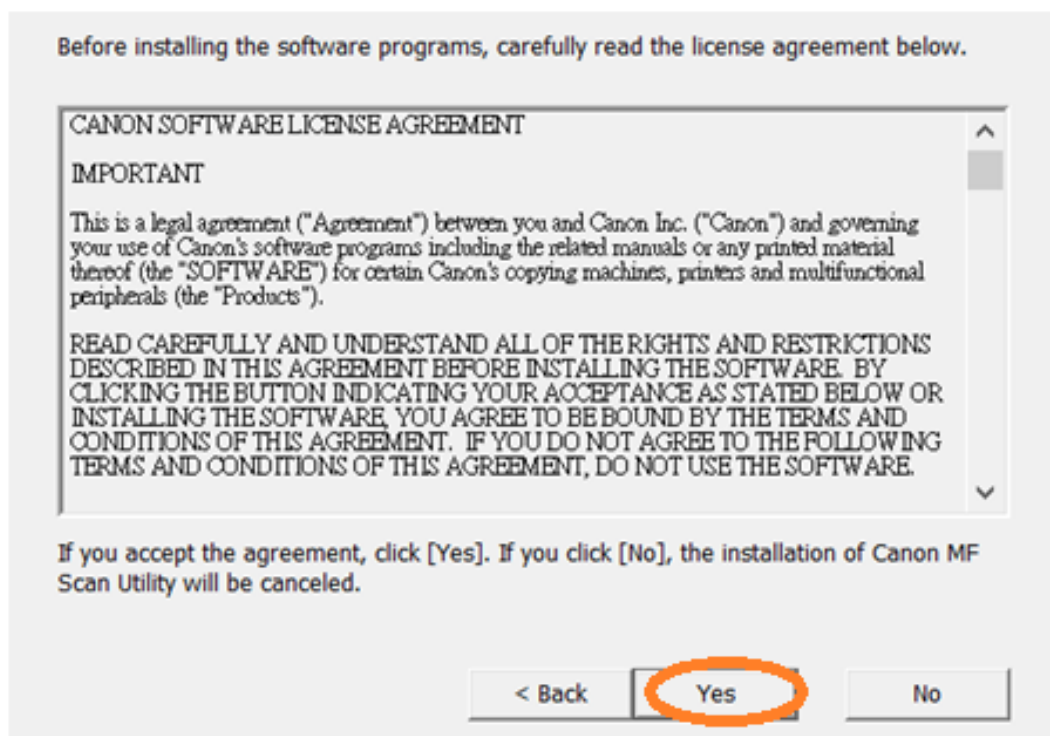 Before installing the software programs, carefully read the license agreement below.
CANON SOFTWARE LICENSE AGREEMENT
IMPORTANT
This is a legal agreement ("Agreement") between you and Canon Inc. ("Canon") and governing
your use of Canon's software programs including the related manuals or any printed material
thereof (the "SOFTWARE") for certain Canon's copying machines, printers and multifunctional
peripherals (the "Products").
READ CAREFULLY AND UNDERSTAND ALL OF THE RIGHTS AND RESTRICTIONS
DESCRIBED IN THIS AGREEMENT BEFORE INSTALLING THE SOFTWARE. BY
CLICKING THE BUTTON INDICATING YOUR ACCEPTANCE AS STATED BELOW OR
INSTALLING THE SOFTWARE, YOU AGREE TO BE BOUND BY THE TERMS AND
CONDITIONS OF THIS AGREEMENT. IF YOU DO NOT AGREE TO THE FOLLOWING
TERMS AND CONDITIONS OF THIS AGREEMENT, DO NOT USE THE SOFTWARE.
If you accept the agreement, click [Yes]. If you click [No], the installation of Canon MF
Scan Utility will be canceled.
< Back Yes No